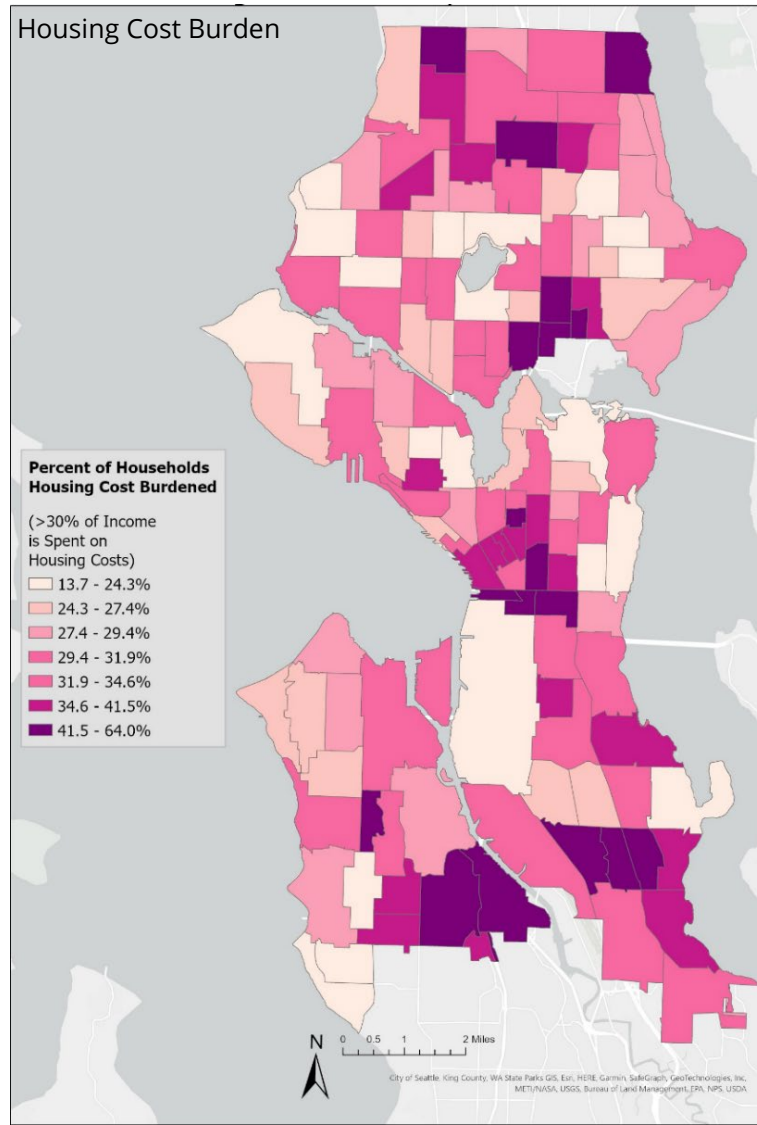 Housing Cost Burden
Percent of Households
Housing Cost Burdened
(>30% of Income
is Spent on
Housing Costs)
13.7 - 24.3%
24.3 - 27.4%
27.4 - 29.4%
29.4 - 31.9%
31.9 - 34.6%
34.6 - 41.5%
41.5 - 64.0%
N
0 0.5 1 2 Miles
City of Seattle, King County, WA State Parks GIS, Esri, HERE, Garmin, SafeGraph, GeoTechnologies, Inc,
METI/NASA, USGS, Bureau of Land Management, EPA, NPS, USDA